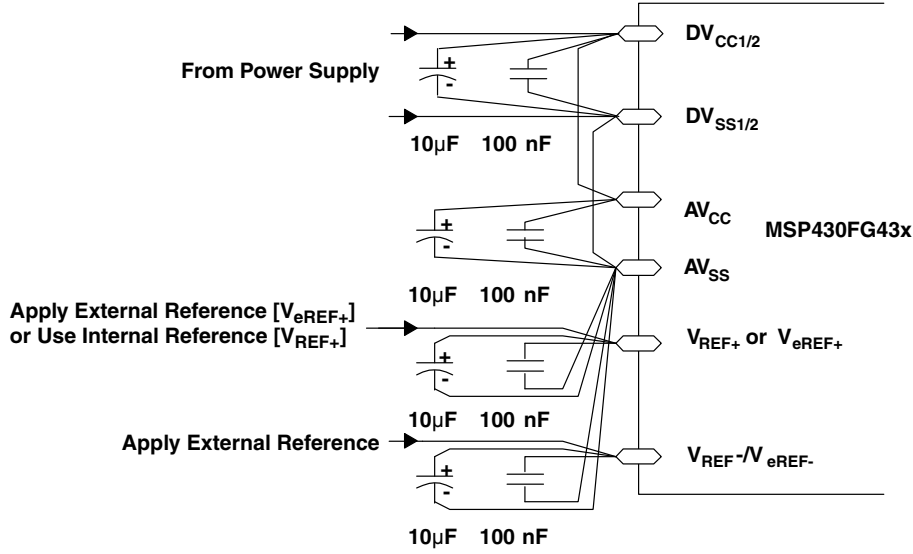 DVCC1/2
From Power Supply
+
-
DVSS1/2
10μF 100 nF
AVCC
MSP430FG43x
+
-
AVSS
10μF 100 nF
Apply External Reference [VeREF+]
or Use Internal Reference [VREF+]
VREF+ or VeREF+
+
-
10μF 100 nF
Apply External Reference
VREF-/VeREF-
+
-
10μF 100 nF